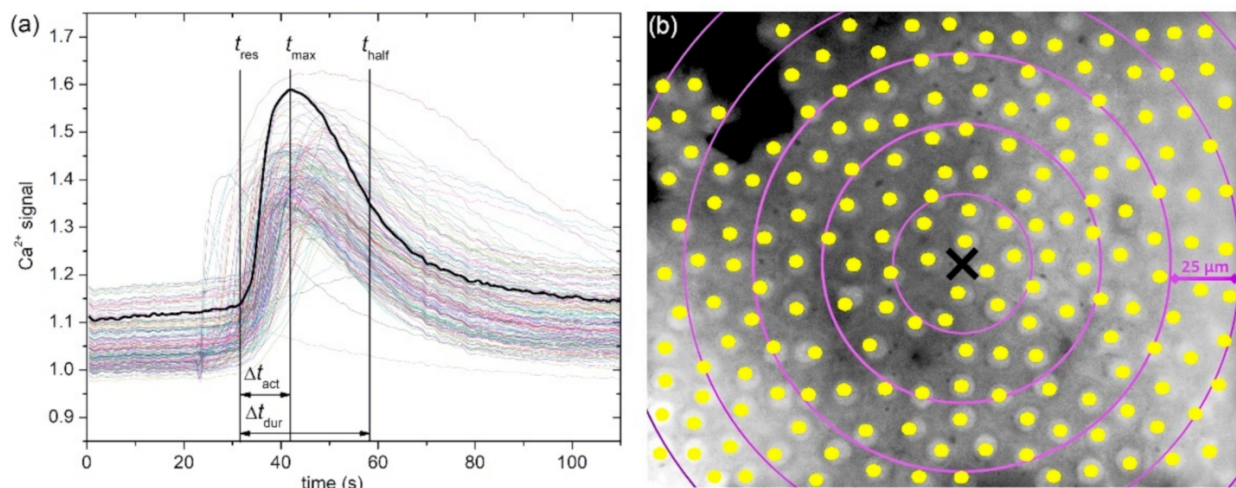 (a)
1.7
1.6
1.5
1.4
1.3
1.2
1.1
1.0
0.9
Ca2+ signal
tres
tmax
thalf
Δtact
Δtdur
0
20
40
60
80
100
time (s)
(b)
25 μm